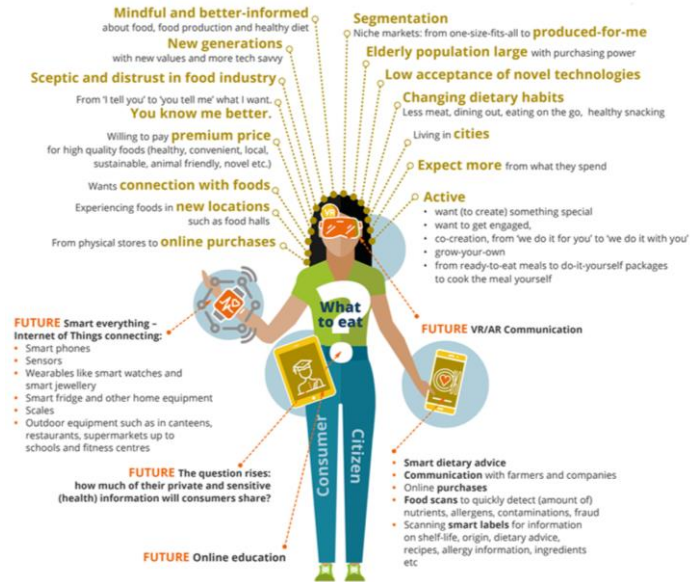 Mindful and better-informed
about food, food production and healthy diet
New generations
with new values and more tech savvy
Sceptic and distrust in food industry
From ‘I tell you’ to ‘you tell me’ what I want.
You know me better.
Willing to pay premium price
for high quality foods (healthy, convenient, local,
sustainable, animal friendly, novel etc.)
Wants connection with foods
Experiencing foods in new locations
such as food halls
From physical stores to online purchases
Segmentation
Niche markets: from one-size-fits-all to produced-for-me
Elderly population large with purchasing power
Low acceptance of novel technologies
Changing dietary habits
Less meat, dining out, eating on the go, healthy snacking
Living in cities
Expect more from what they spend
Active
• want (to create) something special
• want to get engaged,
• co-creation, from ‘we do it for you’ to ‘we do it with you’
• grow-your-own
• from ready-to-eat meals to do-it-yourself packages
to cook the meal yourself
VR
What
to eat
?
FUTURE VR/AR Communication
FUTURE Smart everything –
Internet of Things connecting:
• Smart phones
• Sensors
• Wearables like smart watches and
smart jewellery
• Smart fridge and other home equipment
• Scales
• Outdoor equipment such as in canteens,
restaurants, supermarkets up to
schools and fitness centres
FUTURE The question rises:
how much of their private and sensitive
(health) information will consumers share?
FUTURE Online education
Consumer
Citizen
• Smart dietary advice
• Communication with farmers and companies
• Online purchases
• Food scans to quickly detect (amount of)
nutrients, allergens, contaminations, fraud
• Scanning smart labels for information
on shelf-life, origin, dietary advice,
recipes, allergy information, ingredients
etc